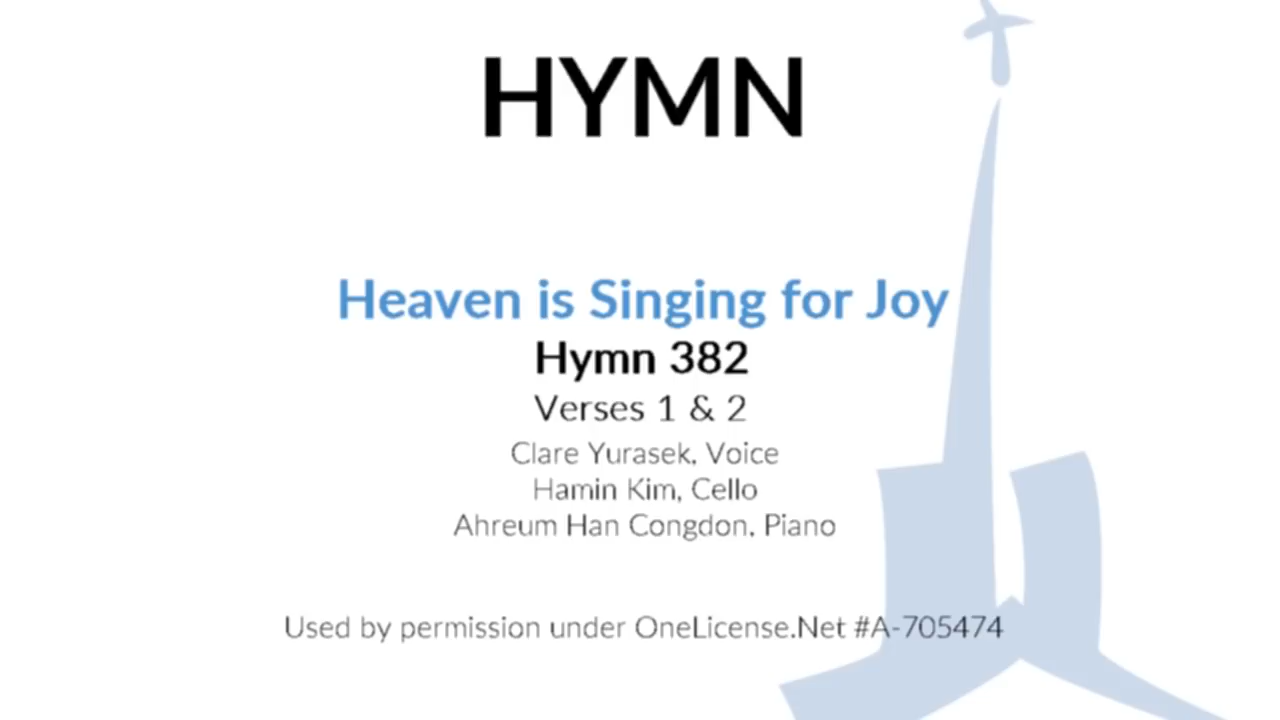 HYMN
Heaven is Singing for Joy
Hymn 382
Verses 1 & 2
Clare Yurasek, Voice
Hamin Kim, Cello
Ahreum Han Congdon, Piano
Used by permission under OneLicense.Net #A-705474